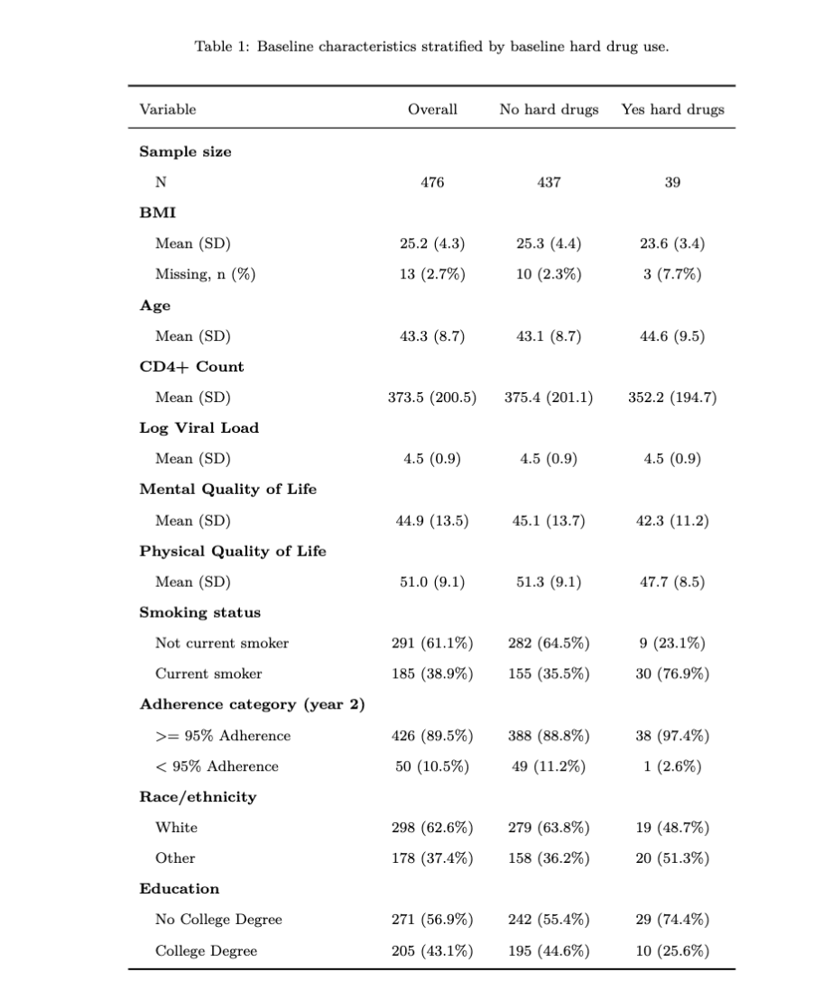 Table 1: Baseline characteristics stratified by baseline hard drug use.
Variable Overall No hard drugs Yes hard drugs
Sample size
N 476 437 39
BMI
Mean (SD) 25.2 (4.3) 25.3 (4.4) 23.6 (3.4)
Missing, n (%) 13 (2.7%) 10 (2.3%) 3 (7.7%)
Age
Mean (SD) 43.3 (8.7) 43.1 (8.7) 44.6 (9.5)
CD4+ Count
Mean (SD) 373.5 (200.5) 375.4 (201.1) 352.2 (194.7)
Log Viral Load
Mean (SD) 4.5 (0.9) 4.5 (0.9) 4.5 (0.9)
Mental Quality of Life
Mean (SD) 44.9 (13.5) 45.1 (13.7) 42.3 (11.2)
Physical Quality of Life
Mean (SD) 51.0 (9.1) 51.3 (9.1) 47.7 (8.5)
Smoking status
Not current smoker 291 (61.1%) 282 (64.5%) 9 (23.1%)
Current smoker 185 (38.9%) 155 (35.5%) 30 (76.9%)
Adherence category (year 2)
>= 95% Adherence 426 (89.5%) 388 (88.8%) 38 (97.4%)
< 95% Adherence 50 (10.5%) 49 (11.2%) 1 (2.6%)
Race/ethnicity
White 298 (62.6%) 279 (63.8%) 19 (48.7%)
Other 178 (37.4%) 158 (36.2%) 20 (51.3%)
Education
No College Degree 271 (56.9%) 242 (55.4%) 29 (74.4%)
College Degree 205 (43.1%) 195 (44.6%) 10 (25.6%)